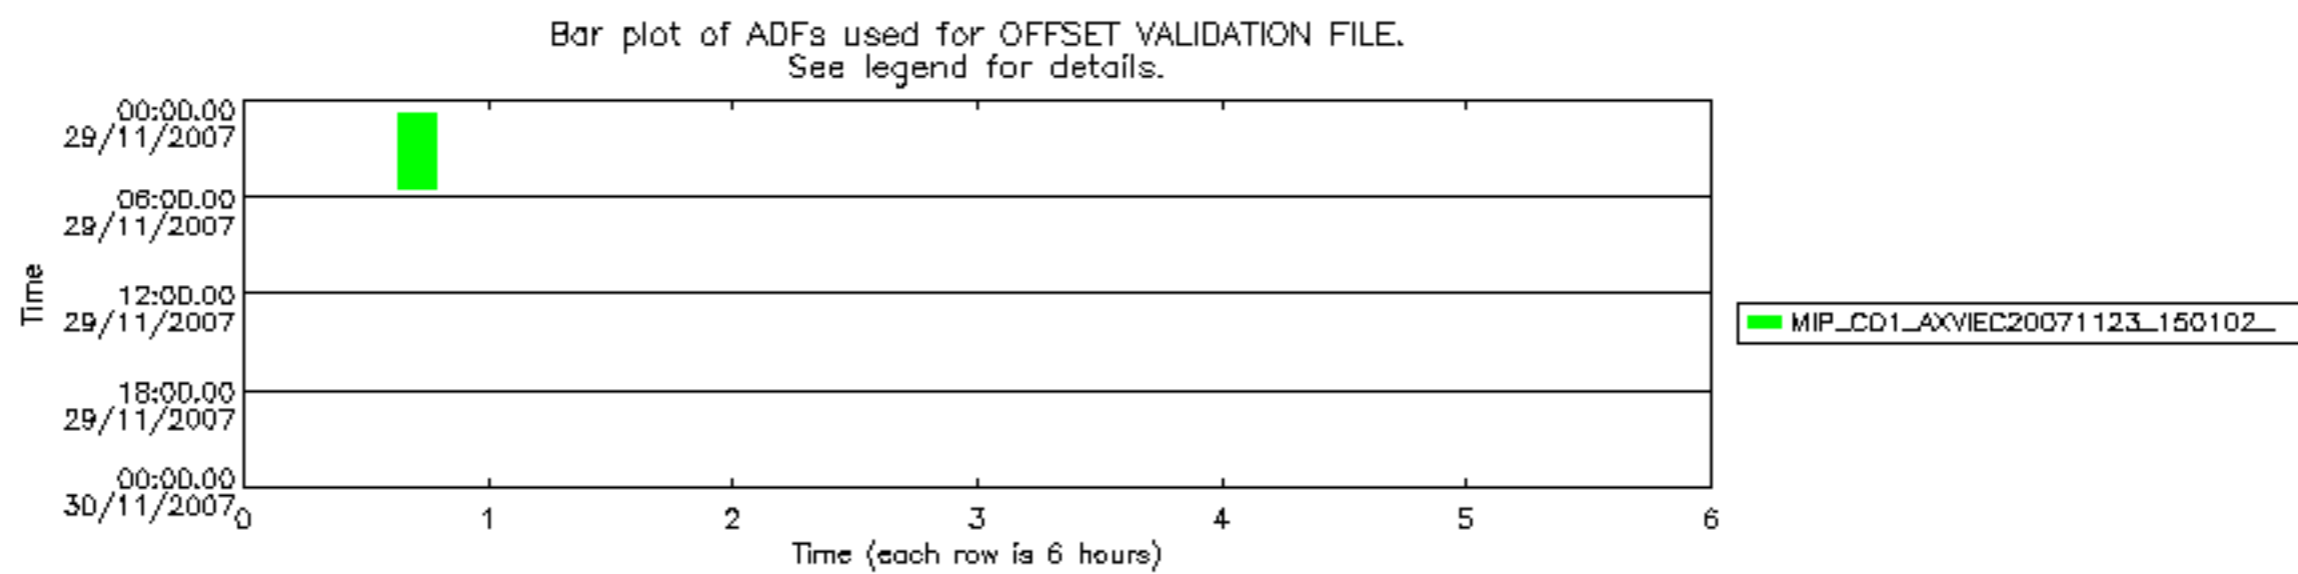 Bar plot of ADFs used for OFFSET VALIDATION FILE.
See legend for details.
00:00.00
29/11/2007
06:00.00
29/11/2007
12:00.00
29/11/2007
18:00.00
29/11/2007
00:00.00
30/11/2007
Time
0 1 2 3 4 5 6
Time (each row is 6 hours)
MIP_CO1_AXVIEC20071123_150102_